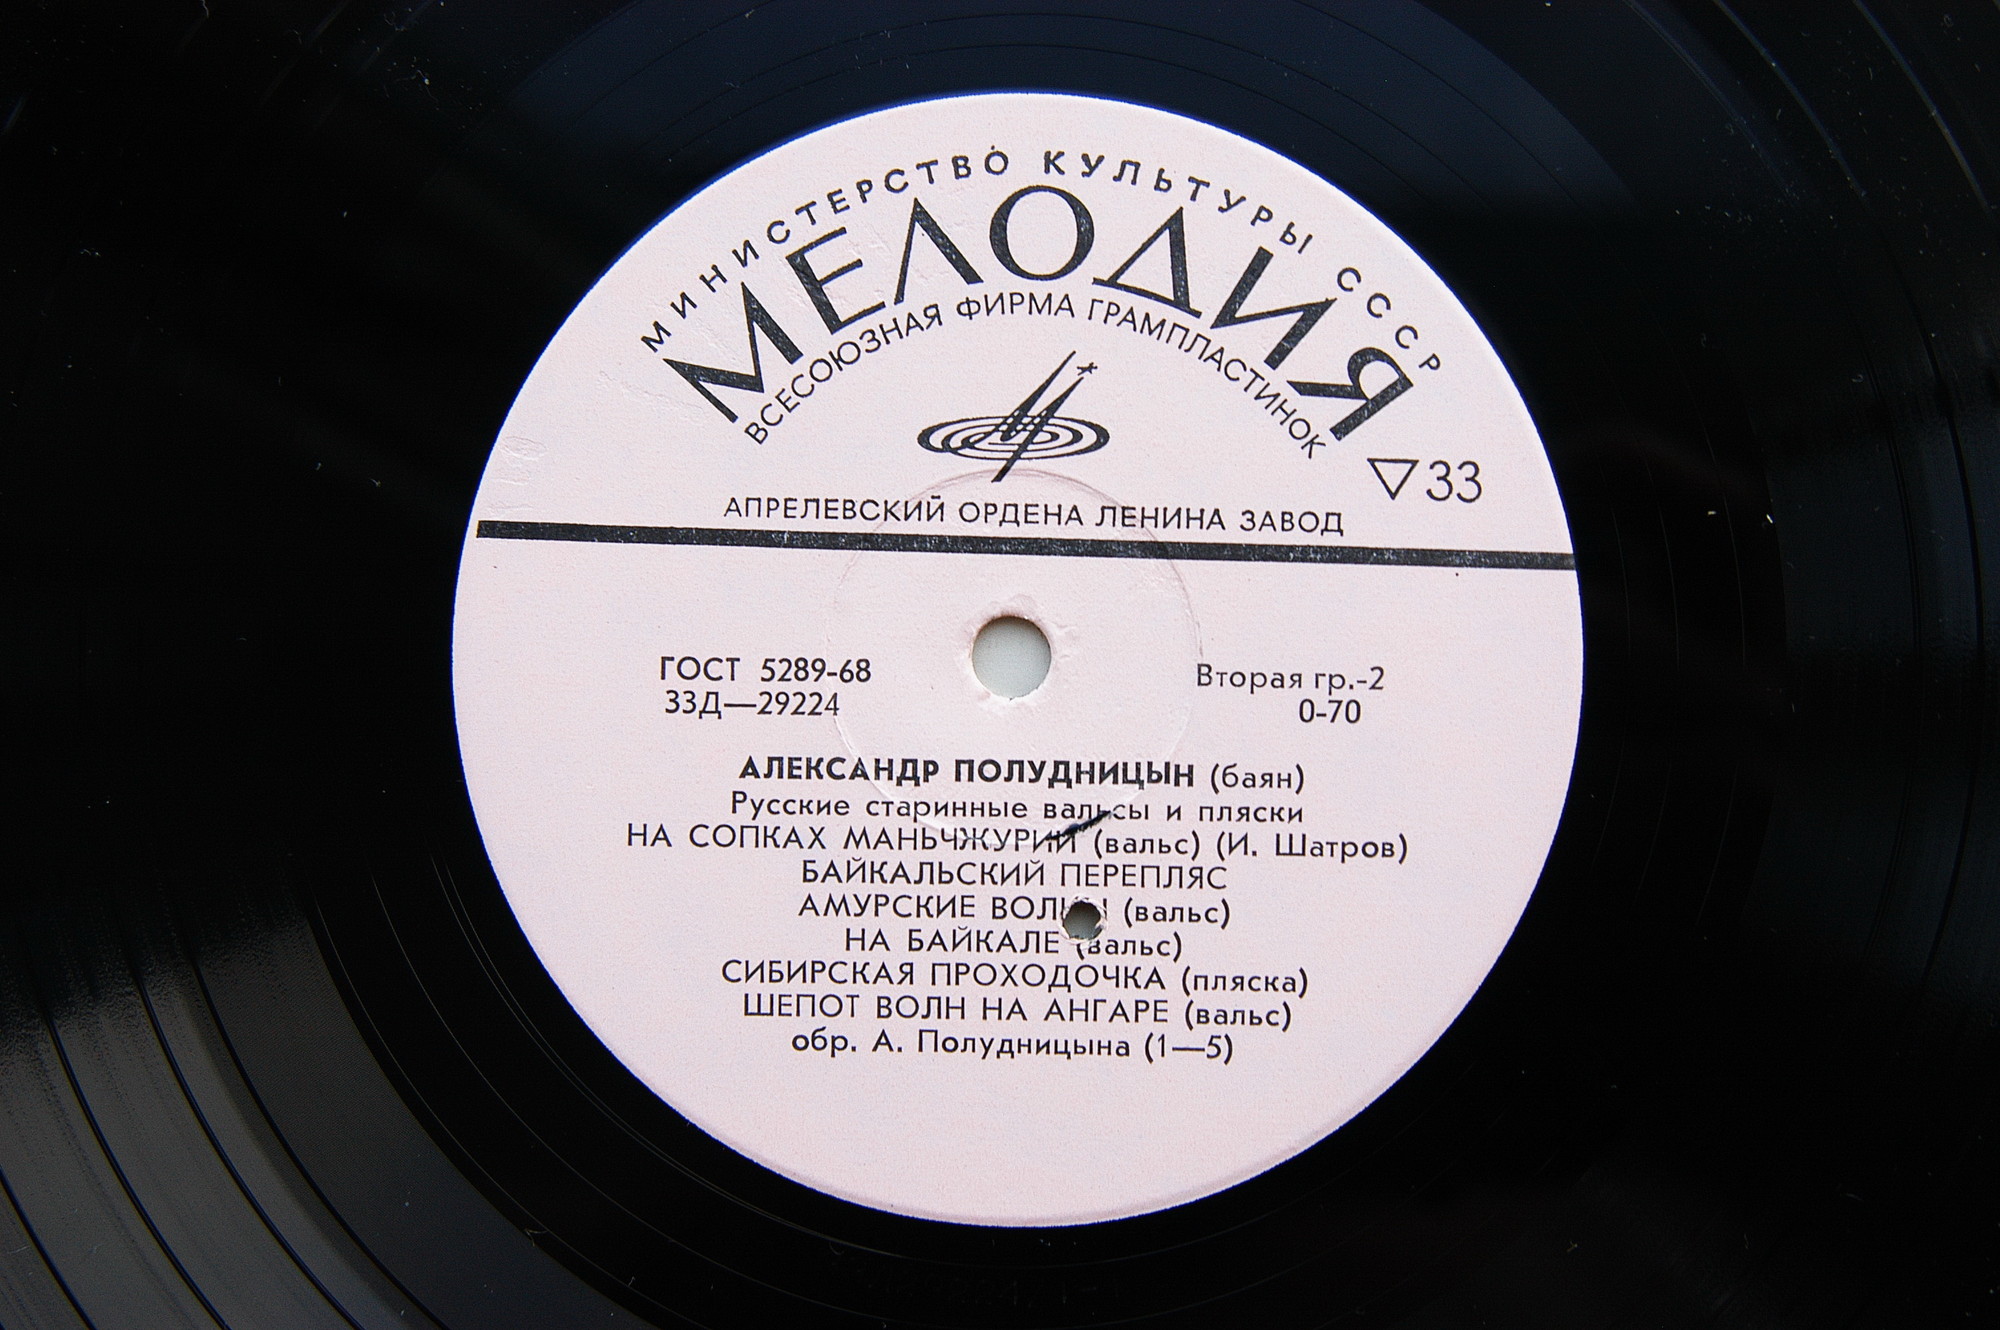 МИНИСТЕРСТВО КУЛЬТУРЫ СССР
МЕЛОДИЯ
ВСЕСОЮЗНАЯ ФИРМА ГРАМПЛАСТИНОК
▽33
АПРЕЛЕВСКИЙ ОРДЕНА ЛЕНИНА ЗАВОД
ГОСТ 5289-68
33Д—29224
Вторая гр.-2
0-70
АЛЕКСАНДР ПОЛУДНИЦЫН (баян)
Русские старинные вальсы и пляски
НА СОПКАХ МАНЬЧЖУРИИ (вальс) (И. Шатров)
БАЙКАЛЬСКИЙ ПЕРЕПЛЯС
АМУРСКИЕ ВОЛНЫ (вальс)
НА БАЙКАЛЕ (вальс)
СИБИРСКАЯ ПРОХОДОЧКА (пляска)
ШЕПОТ ВОЛН НА АНГАРЕ (вальс)
обр. А. Полудницына (1—5)